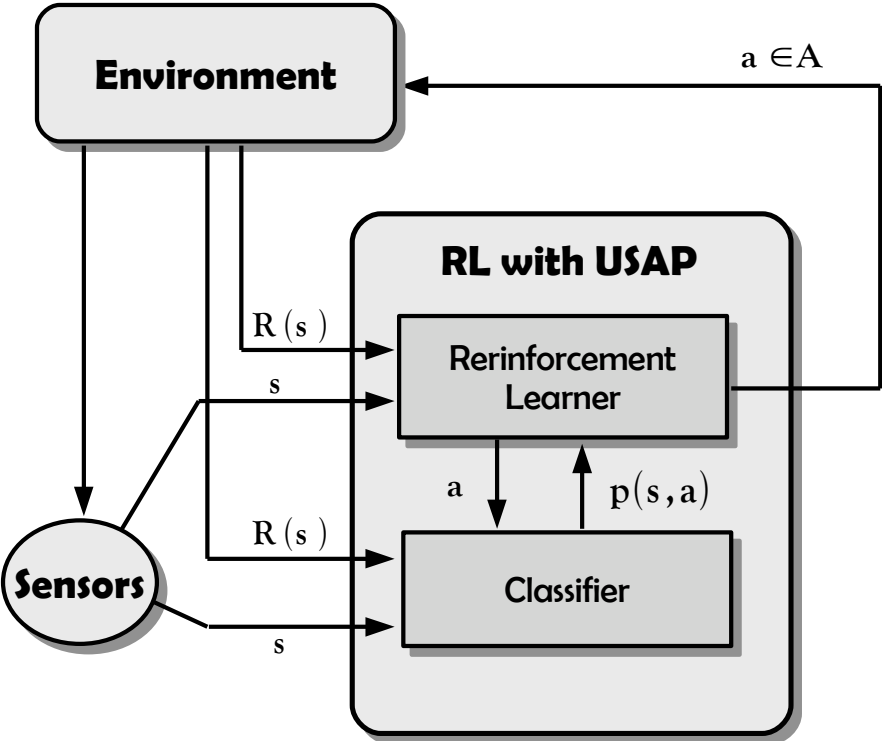 Environment
a ∈A
RL with USAP
R(s )
Rerinforcement
Learner
s
a
p(s,a)
R(s )
Classifier
Sensors
s